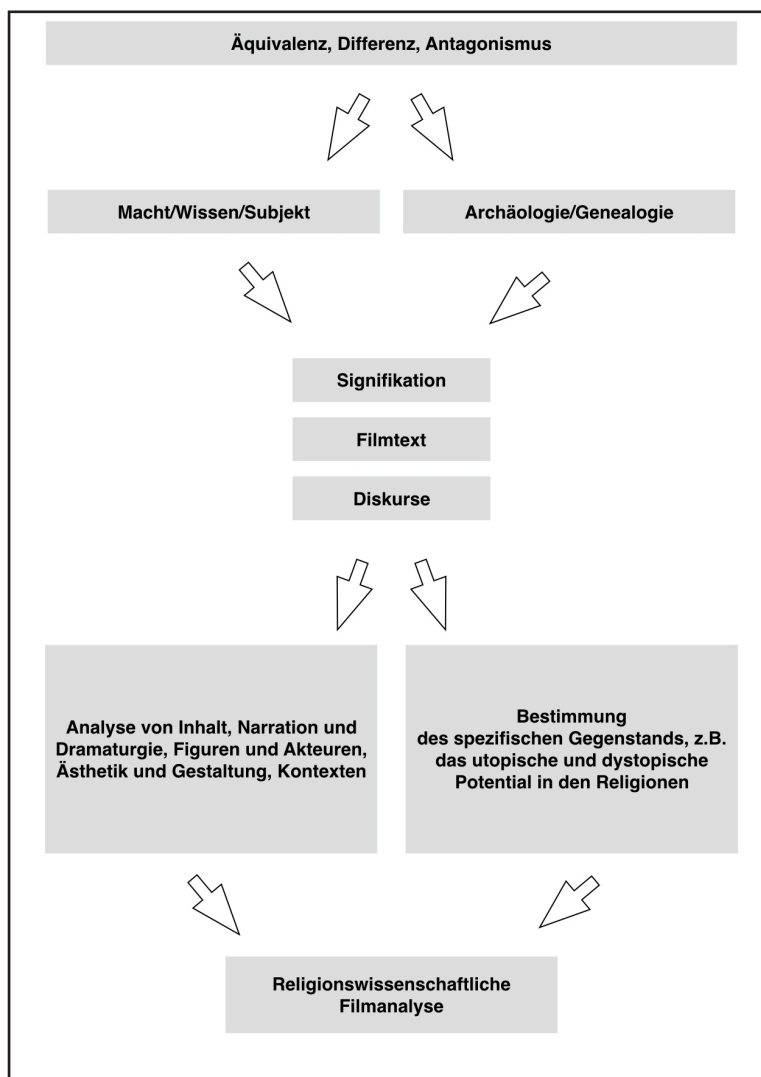 Äquivalenz, Differenz, Antagonismus
Macht/Wissen/Subjekt
Archäologie/Genealogie
Signifikation
Filmtext
Diskurse
Analyse von Inhalt, Narration und
Dramaturgie, Figuren und Akteuren,
Ästhetik und Gestaltung, Kontexten
Bestimmung
des spezifischen Gegenstands, z.B.
das utopische und dystopische
Potential in den Religionen
Religionswissenschaftliche
Filmanalyse